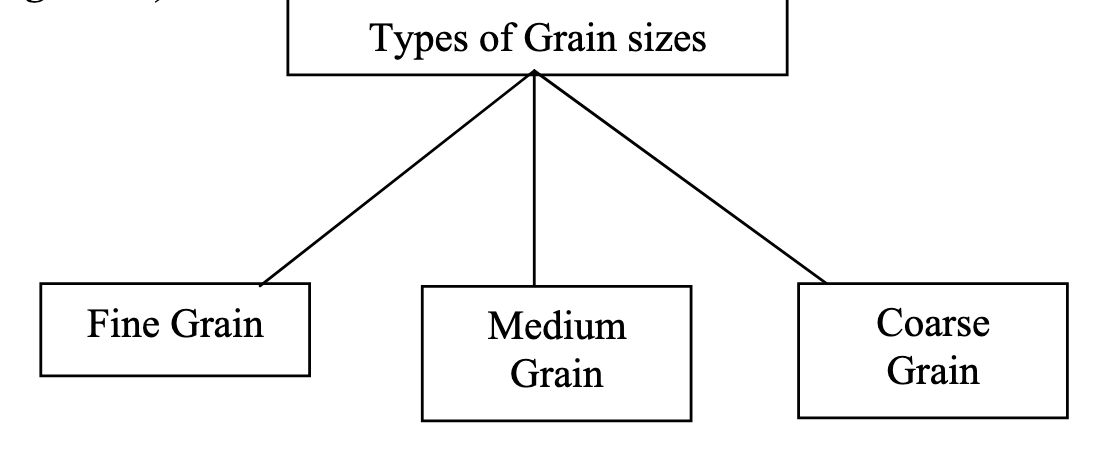 Types of Grain sizes
Fine Grain
Medium
Grain
Coarse
Grain